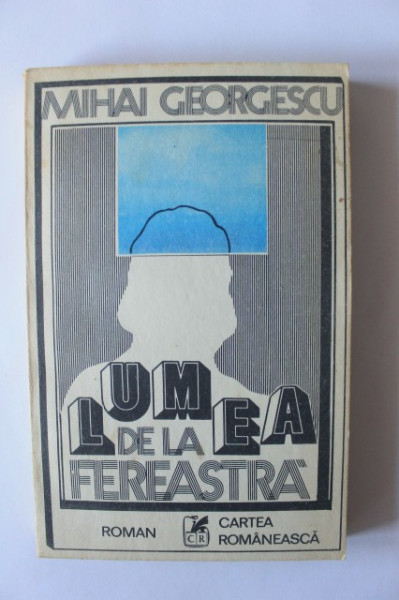 MIHAI GEORGESCU
LUMEA
DE LA
FEREASTRĂ
ROMAN
CR
CARTEA
ROMÂNEASCĂ